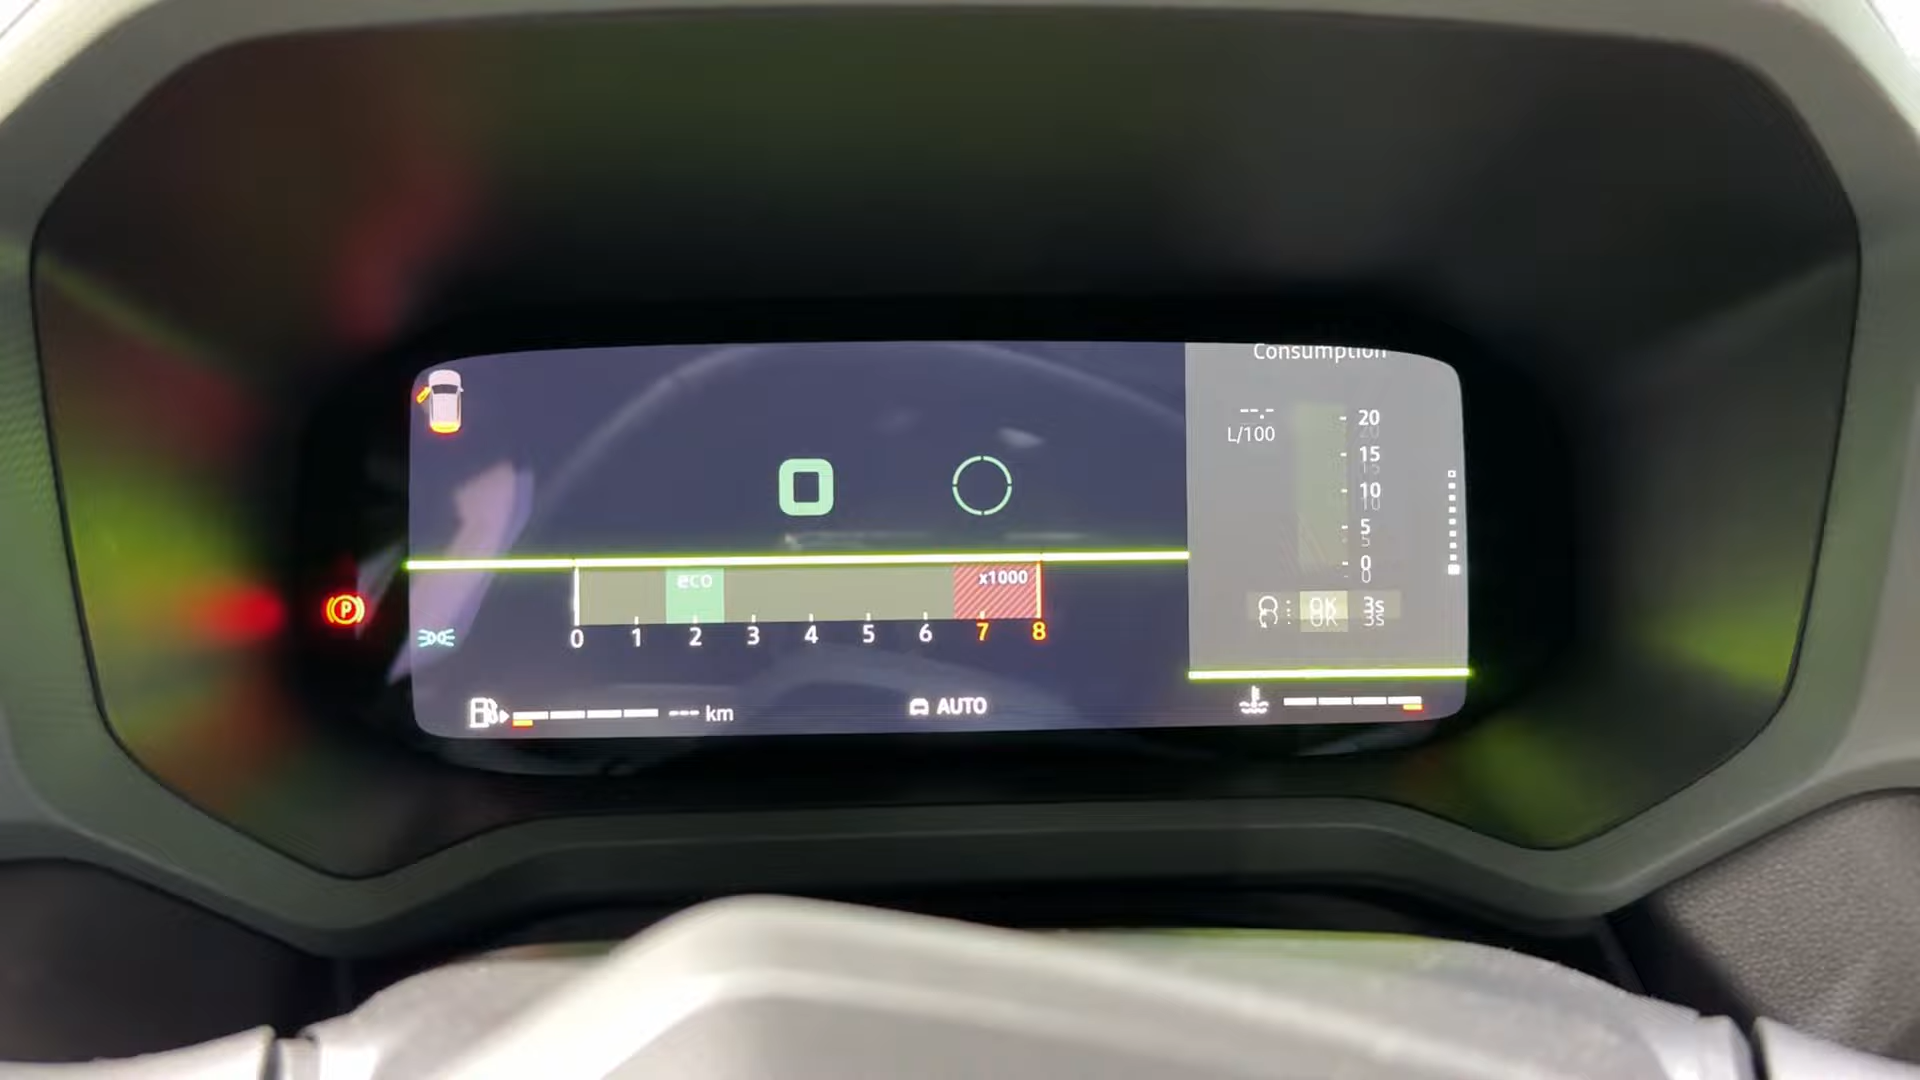 Consumption
--.-
L/100
20
15
10
5
0
OK 3s
eco
x1000
0 1 2 3 4 5 6 7 8
P
--- km
AUTO